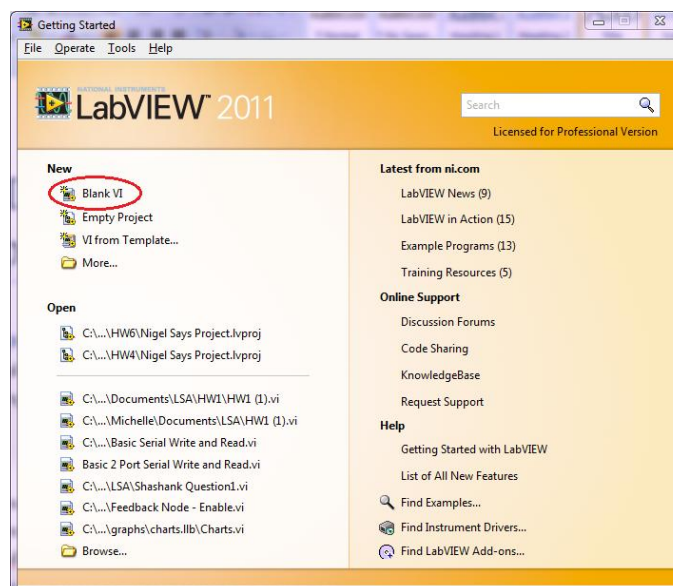 Getting Started
File Operate Tools Help
NATIONAL INSTRUMENTS
LabVIEW™ 2011
Search
Licensed for Professional Version
New
Blank VI
Empty Project
VI from Template...
More...
Open
C:\...\HW6\Nigel Says Project.lvproj
C:\...\HW4\Nigel Says Project.lvproj
C:\...\Documents\LSA\HW1\HW1 (1).vi
C:\...\Michelle\Documents\LSA\HW1 (1).vi
C:\...\Basic Serial Write and Read.vi
Basic 2 Port Serial Write and Read.vi
C:\...\LSA\Shashank Question1.vi
C:\...\Feedback Node - Enable.vi
C:\...\graphs\charts.llb\Charts.vi
Browse...
Latest from ni.com
LabVIEW News (9)
LabVIEW in Action (15)
Example Programs (13)
Training Resources (5)
Online Support
Discussion Forums
Code Sharing
KnowledgeBase
Request Support
Help
Getting Started with LabVIEW
List of All New Features
Find Examples...
Find Instrument Drivers...
Find LabVIEW Add-ons...